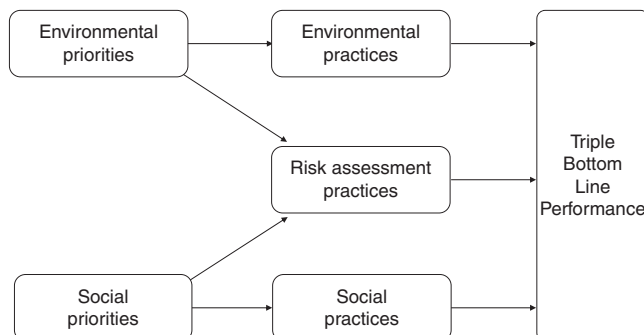 Environmental
priorities
Environmental
practices
Risk assessment
practices
Triple
Bottom
Line
Performance
Social
priorities
Social
practices